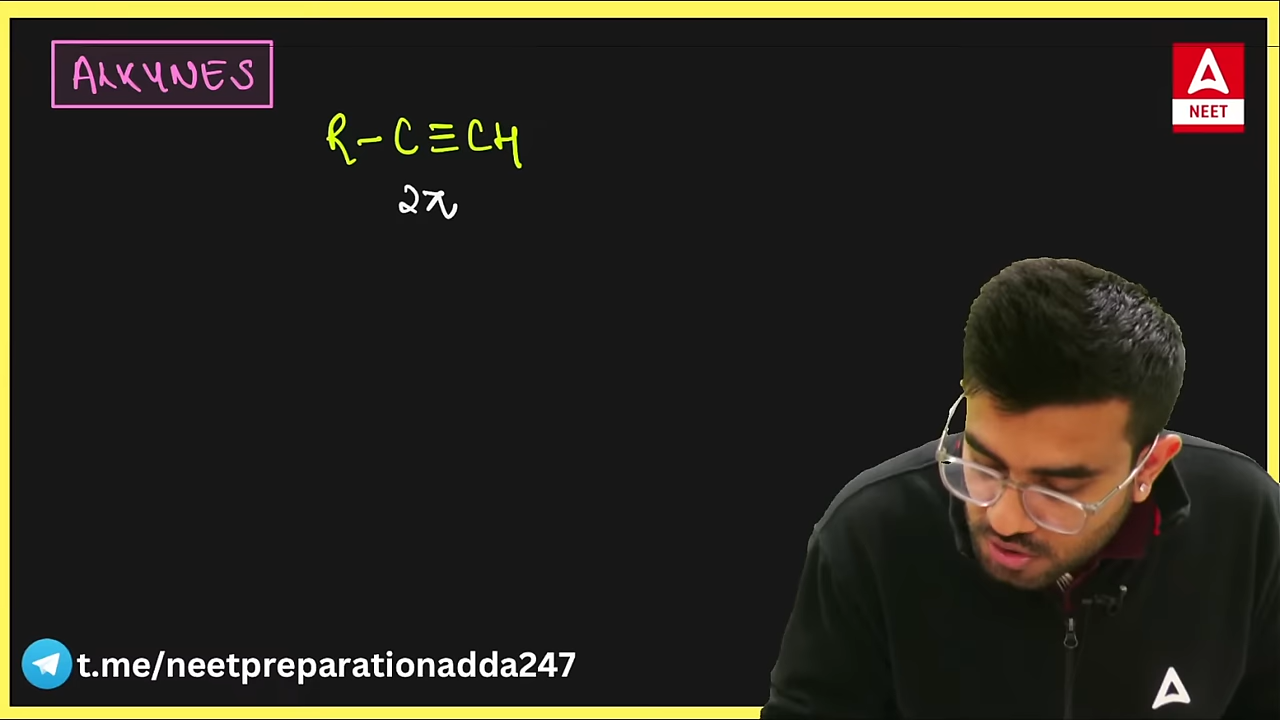 ALKYNES
R-C≡CH
2π
NEET
t.me/neetpreparationadda247